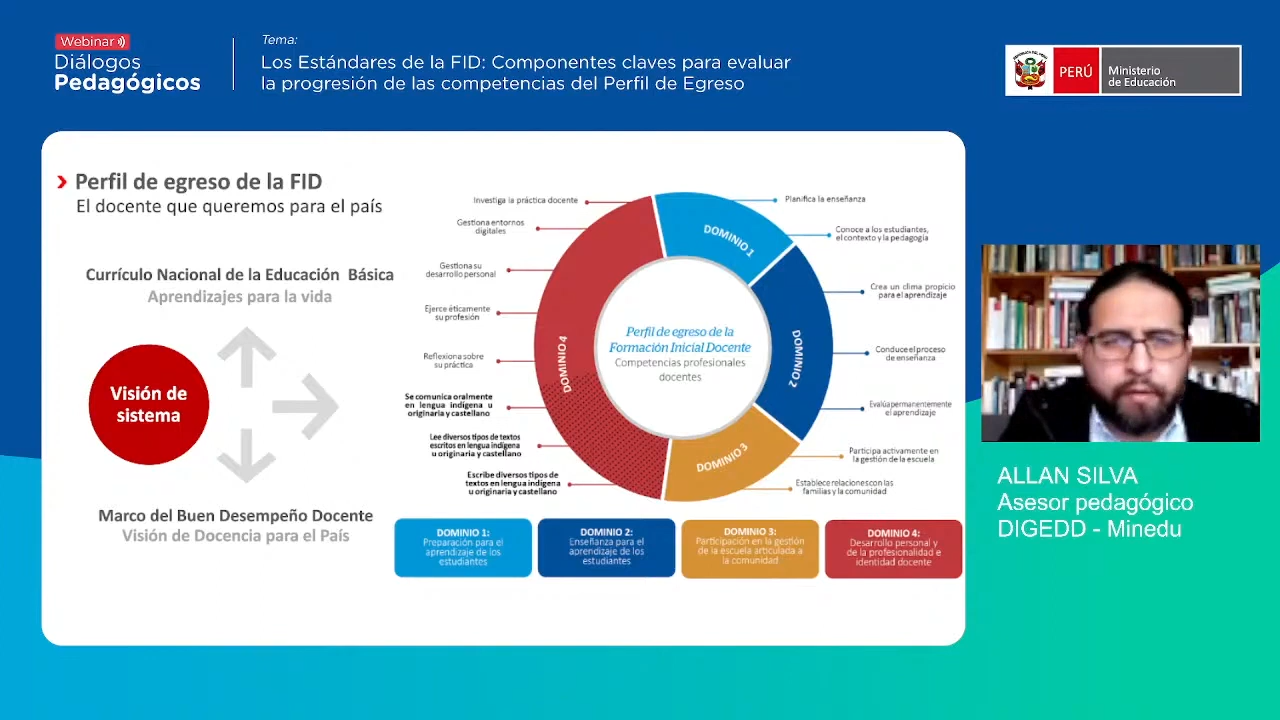 Webinar
Diálogos
Pedagógicos
Tema:
Los Estándares de la FID: Componentes claves para evaluar
la progresión de las competencias del Perfil de Egreso
PERÚ
Ministerio
de Educación
Perfil de egreso de la FID
El docente que queremos para el país
Currículo Nacional de la Educación Básica
Aprendizajes para la vida
Visión de
sistema
Marco del Buen Desempeño Docente
Visión de Docencia para el País
Investiga la práctica docente
Gestiona entornos
digitales
Gestiona su
desarrollo personal
Ejerce éticamente
su profesión
Reflexiona sobre
su práctica
Se comunica oralmente
en lengua indígena u
originaria y castellano
Lee diversos tipos de textos
escritos en lengua indígena
u originaria y castellano
Escribe diversos tipos de
textos en lengua indígena
u originaria y castellano
DOMINIO 1
DOMINIO 2
DOMINIO 3
DOMINIO 4
Perfil de egreso de la
Formación Inicial Docente
Competencias profesionales
docentes
Planifica la enseñanza
Conoce a los estudiantes,
el contexto y la pedagogía
Crea un clima propicio
para el aprendizaje
Conduce el proceso
de enseñanza
Evalúa permanentemente
el aprendizaje
Participa activamente en
la gestión de la escuela
Establece relaciones con las
familias y la comunidad
DOMINIO 1:
Preparación para el
aprendizaje de los
estudiantes
DOMINIO 2:
Enseñanza para el
aprendizaje de los
estudiantes
DOMINIO 3:
Participación en la gestión
de la escuela articulada a
la comunidad
DOMINIO 4:
Desarrollo personal y
de la profesionalidad e
identidad docente
ALLAN SILVA
Asesor pedagógico
DIGEDD - Minedu